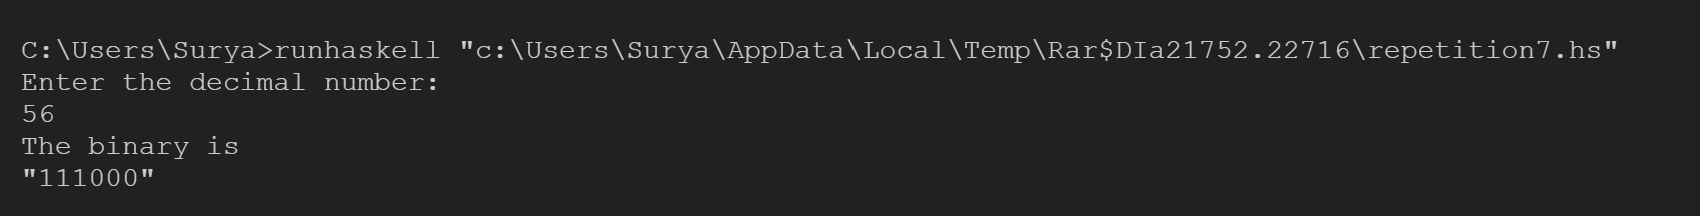 C:\Users\Surya>runhaskell "c:\Users\Surya\AppData\Local\Temp\Rar$DIa21752.22716\repetition7.hs"
Enter the decimal number:
56
The binary is
"111000"